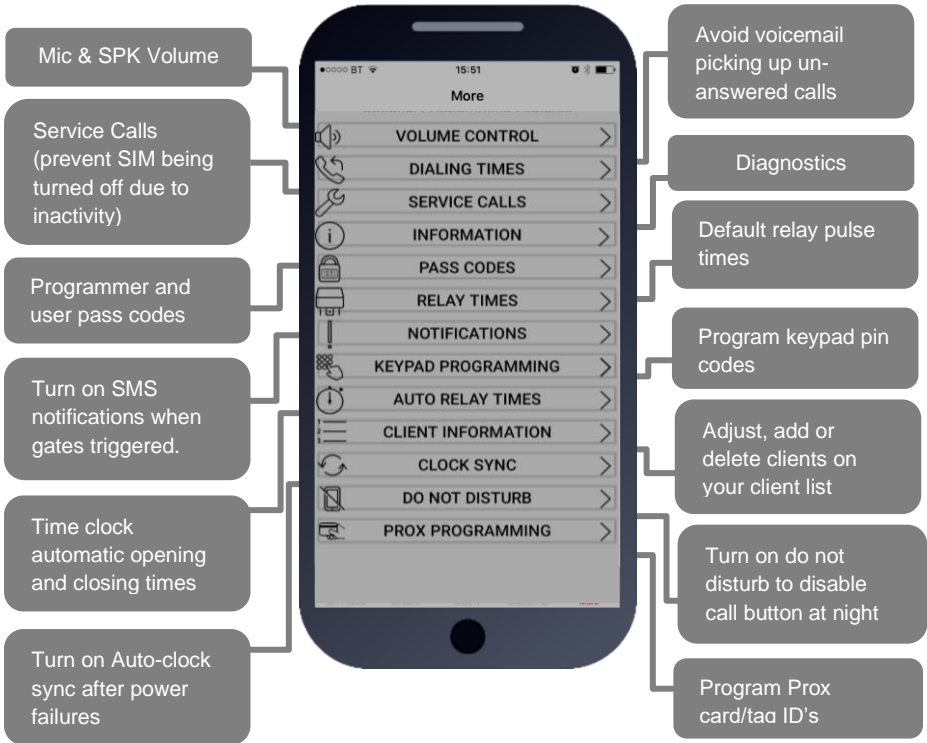 Mic & SPK Volume
Service Calls
(prevent SIM being
turned off due to
inactivity)
Programmer and
user pass codes
Turn on SMS
notifications when
gates triggered.
Time clock
automatic opening
and closing times
Turn on Auto-clock
sync after power
failures
BT
15:51
More
VOLUME CONTROL
DIALING TIMES
SERVICE CALLS
INFORMATION
PASS CODES
RELAY TIMES
NOTIFICATIONS
KEYPAD PROGRAMMING
AUTO RELAY TIMES
CLIENT INFORMATION
CLOCK SYNC
DO NOT DISTURB
PROX PROGRAMMING
Avoid voicemail
picking up un-
answered calls
Diagnostics
Default relay pulse
times
Program keypad pin
codes
Adjust, add or
delete clients on
your client list
Turn on do not
disturb to disable
call button at night
Program Prox
card/tag ID's